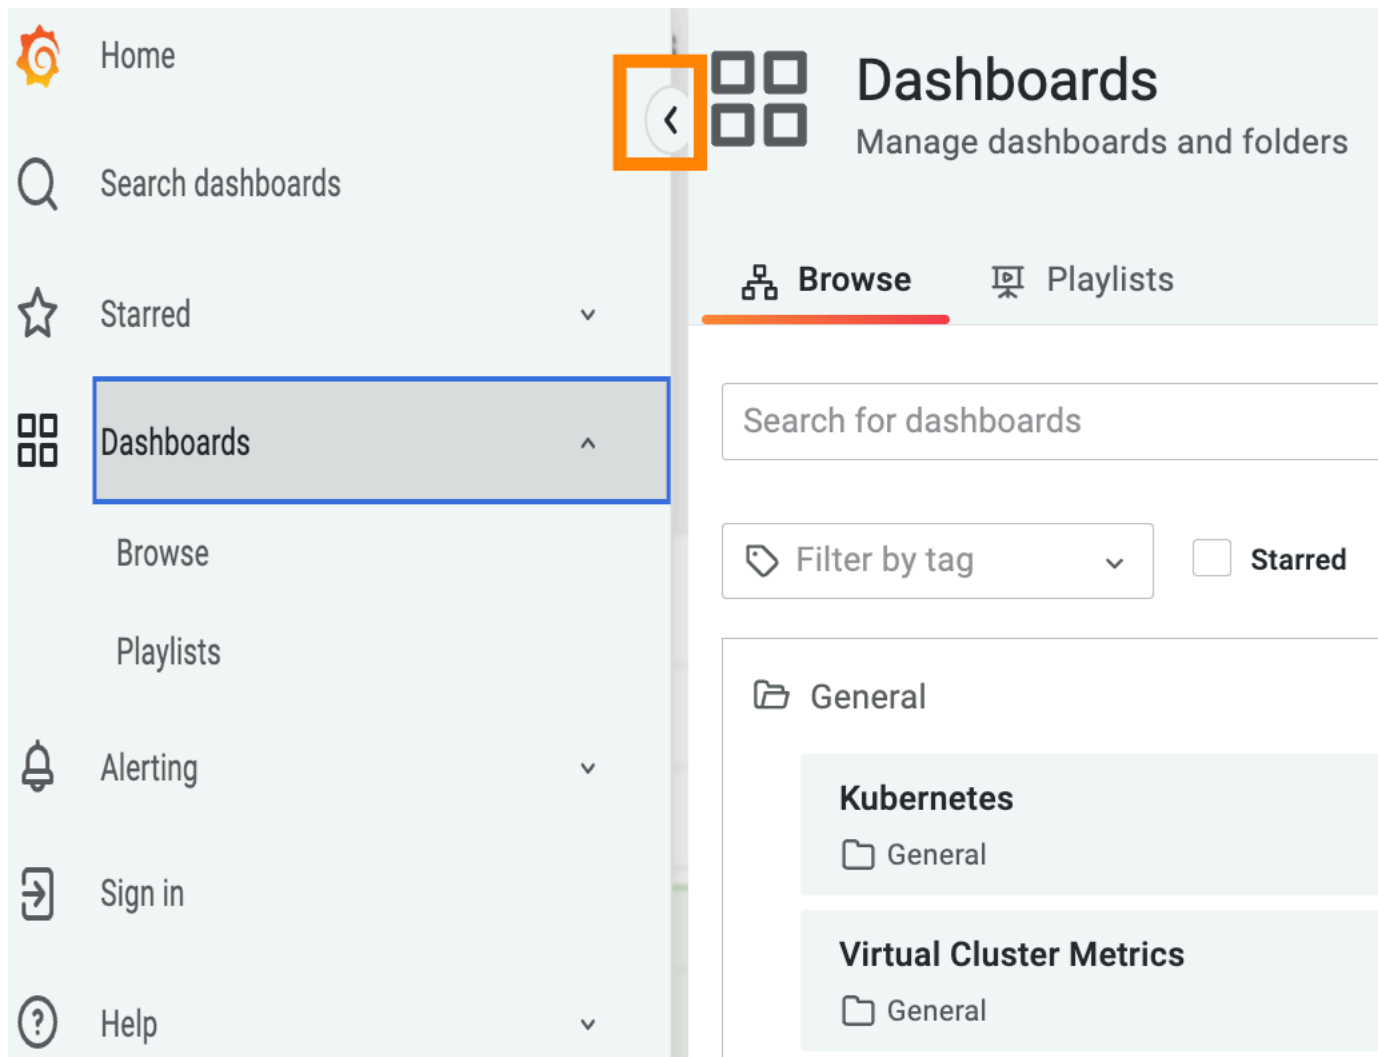 Home
Search dashboards
Starred
Dashboards
Browse
Playlists
Alerting
Sign in
Help
Dashboards
Manage dashboards and folders
Browse
Playlists
Search for dashboards
Filter by tag
Starred
General
Kubernetes
General
Virtual Cluster Metrics
General